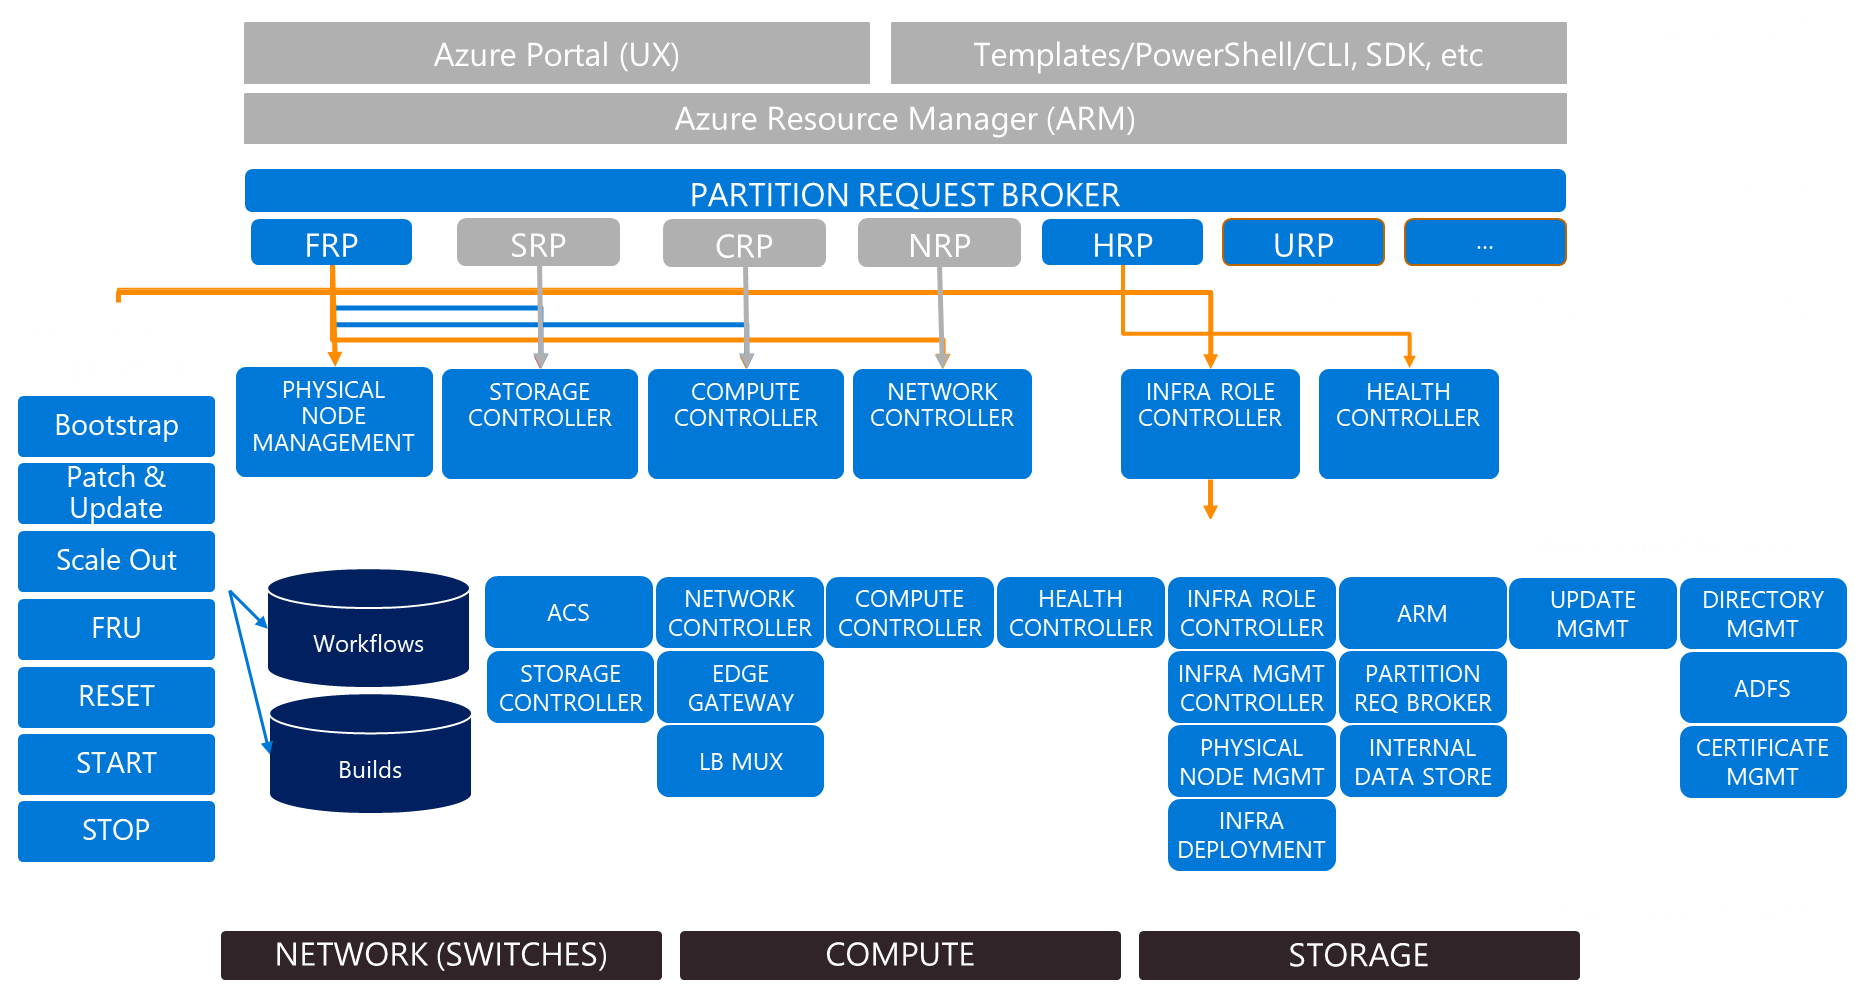 Azure Portal (UX)
Templates/PowerShell/CLI, SDK, etc
Azure Resource Manager (ARM)
PARTITION REQUEST BROKER
FRP
SRP
CRP
NRP
HRP
URP
...
PHYSICAL
NODE
MANAGEMENT
STORAGE
CONTROLLER
COMPUTE
CONTROLLER
NETWORK
CONTROLLER
INFRA ROLE
CONTROLLER
HEALTH
CONTROLLER
Bootstrap
Patch &
Update
Scale Out
FRU
RESET
START
STOP
Workflows
Builds
ACS
NETWORK
CONTROLLER
COMPUTE
CONTROLLER
HEALTH
CONTROLLER
INFRA ROLE
CONTROLLER
ARM
UPDATE
MGMT
DIRECTORY
MGMT
STORAGE
CONTROLLER
EDGE
GATEWAY
INFRA MGMT
CONTROLLER
PARTITION
REQ BROKER
ADFS
LB MUX
PHYSICAL
NODE MGMT
INTERNAL
DATA STORE
CERTIFICATE
MGMT
INFRA
DEPLOYMENT
NETWORK (SWITCHES)
COMPUTE
STORAGE